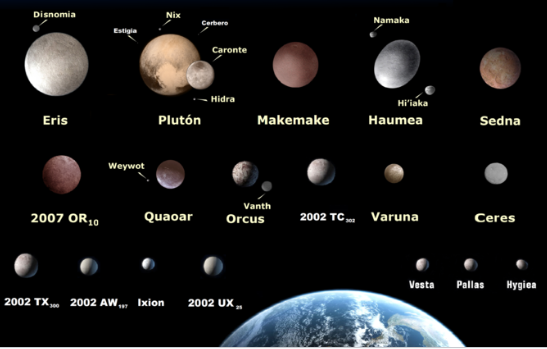 Disnomia
Nix
Cerbero
Estigia
Caronte
Hidra
Namaka
Hi'iaka
Eris
Plutón
Makemake
Haumea
Sedna
Weywot
Vanth
2007 OR10
Quaoar
Orcus
2002 TC302
Varuna
Ceres
2002 TX300
2002 AW197
Ixion
2002 UX25
Vesta
Pallas
Hygiea